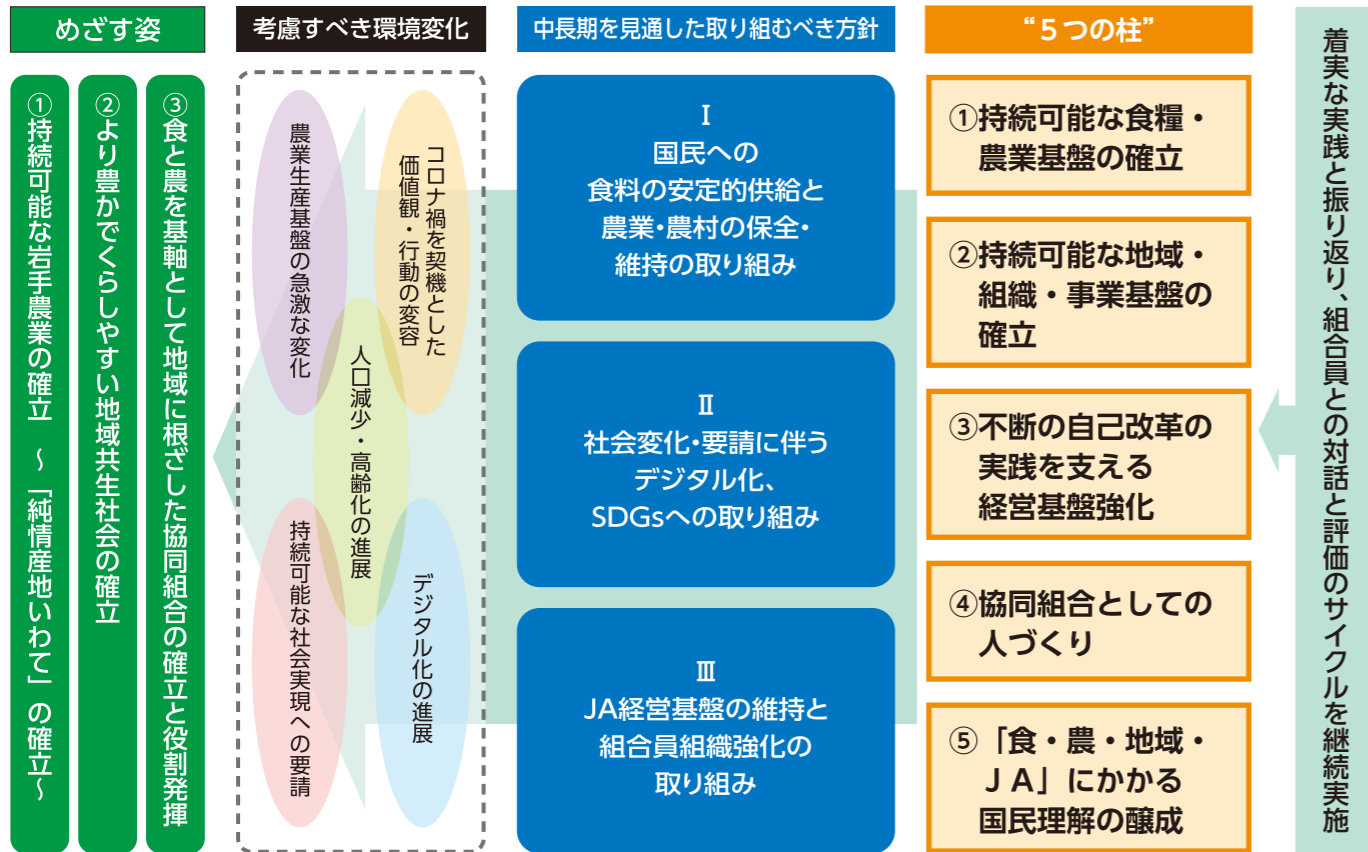 めざす姿
①持続可能な岩手農業の確立 ～「純情産地いわて」の確立～
②より豊かでくらしやすい地域共生社会の確立
③食と農を基軸として地域に根ざした協同組合の確立と役割発揮
考慮すべき環境変化
農業生産基盤の急激な変化
コロナ禍を契機とした
価値観・行動の変容
人口減少・高齢化の進展
持続可能な社会実現への要請
デジタル化の進展
中長期を見通した取り組むべき方針
Ⅰ
国民への
食料の安定的供給と
農業・農村の保全・
維持の取り組み
Ⅱ
社会変化・要請に伴う
デジタル化、
SDGsへの取り組み
Ⅲ
JA経営基盤の維持と
組合員組織強化の
取り組み
“５つの柱”
①持続可能な食糧・
農業基盤の確立
②持続可能な地域・
組織・事業基盤の
確立
③不断の自己改革の
実践を支える
経営基盤強化
④協同組合としての
人づくり
⑤「食・農・地域・
ＪＡ」にかかる
国民理解の醸成
着実な実践と振り返り、組合員との対話と評価のサイクルを継続実施